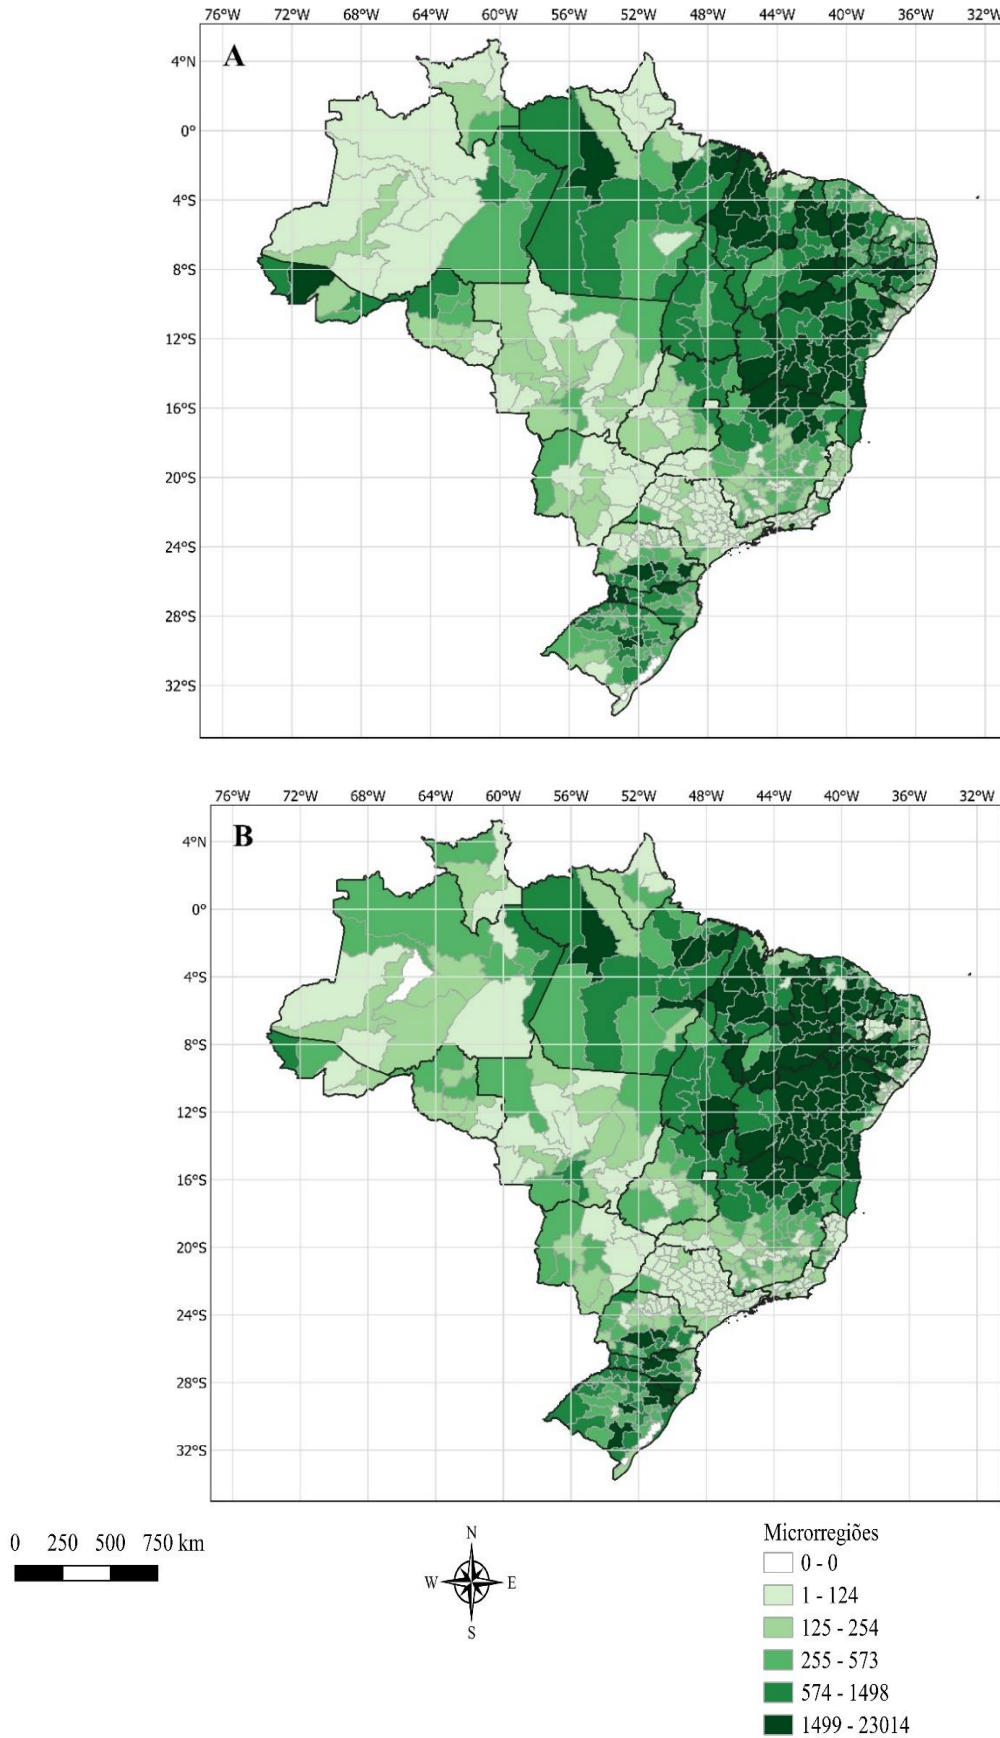 76°W 72°W 68°W 64°W 60°W 56°W 52°W 48°W 44°W 40°W 36°W 32°W
A
4°N
0°
4°S
8°S
12°S
16°S
20°S
24°S
28°S
32°S
76°W 72°W 68°W 64°W 60°W 56°W 52°W 48°W 44°W 40°W 36°W 32°W
B
4°N
0°
4°S
8°S
12°S
16°S
20°S
24°S
28°S
32°S
0 250 500 750 km
N
W E
S
Microrregiões
0 - 0
1 - 124
125 - 254
255 - 573
574 - 1498
1499 - 23014